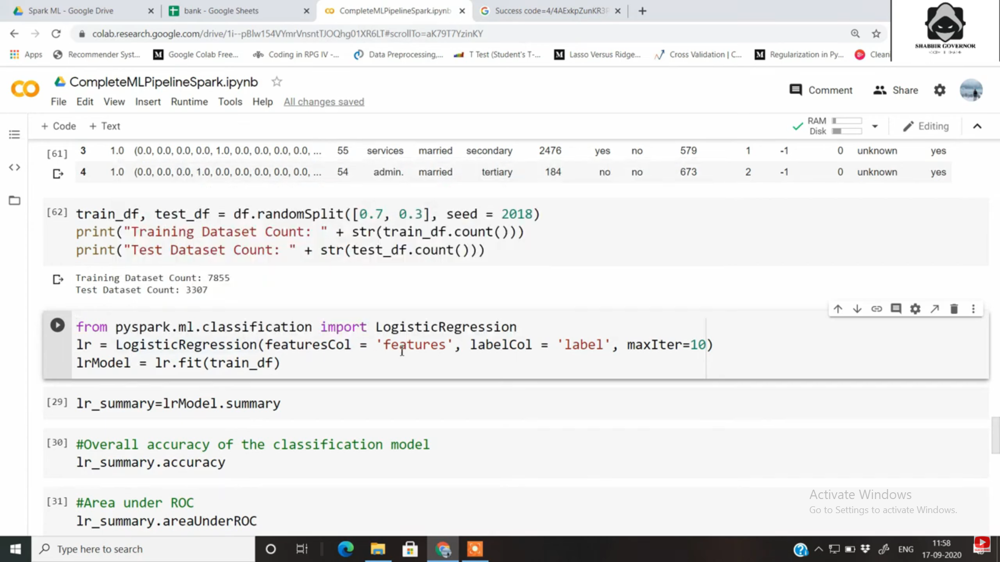 Spark ML - Google Drive
bank - Google Sheets
CompleteMLPipelineSpark.ipynb
Success code=4/4AExkpZunKR3F
colab.research.google.com/drive/1i--pBlw154VYmrVnsntTJOQhg01XR6LT#scrollTo=aK79T7YzinKY
SHABBIR GOVERNOR
Apps
Recommender Syst...
Google Colab Free...
Coding in RPG IV -...
Data Preprocessing,...
T Test (Student's T-...
Lasso Versus Ridge...
Cross Validation | C...
Regularization in Py...
Clean
CompleteMLPipelineSpark.ipynb
Comment
Share
File Edit View Insert Runtime Tools Help All changes saved
+ Code + Text
RAM
Disk
Editing
[61] 3 1.0 (0.0, 0.0, 0.0, 0.0, 1.0, 0.0, 0.0, 0.0, 0.0, ... 55 services married secondary 2476 yes no 579 1 -1 0 unknown yes
4 1.0 (0.0, 0.0, 0.0, 1.0, 0.0, 0.0, 0.0, 0.0, 0.0, ... 54 admin. married tertiary 184 no no 673 2 -1 0 unknown yes
[62] train_df, test_df = df.randomSplit([0.7, 0.3], seed = 2018)
print("Training Dataset Count: " + str(train_df.count()))
print("Test Dataset Count: " + str(test_df.count()))
Training Dataset Count: 7855
Test Dataset Count: 3307
from pyspark.ml.classification import LogisticRegression
lr = LogisticRegression(featuresCol = 'features', labelCol = 'label', maxIter=10)
lrModel = lr.fit(train_df)
[29] lr_summary=lrModel.summary
[30] #Overall accuracy of the classification model
lr_summary.accuracy
[31] #Area under ROC
lr_summary.areaUnderROC
Activate Windows
Go to Settings to activate Windows.
Type here to search
ENG
11:58
17-09-2020
SUBSCRIBE